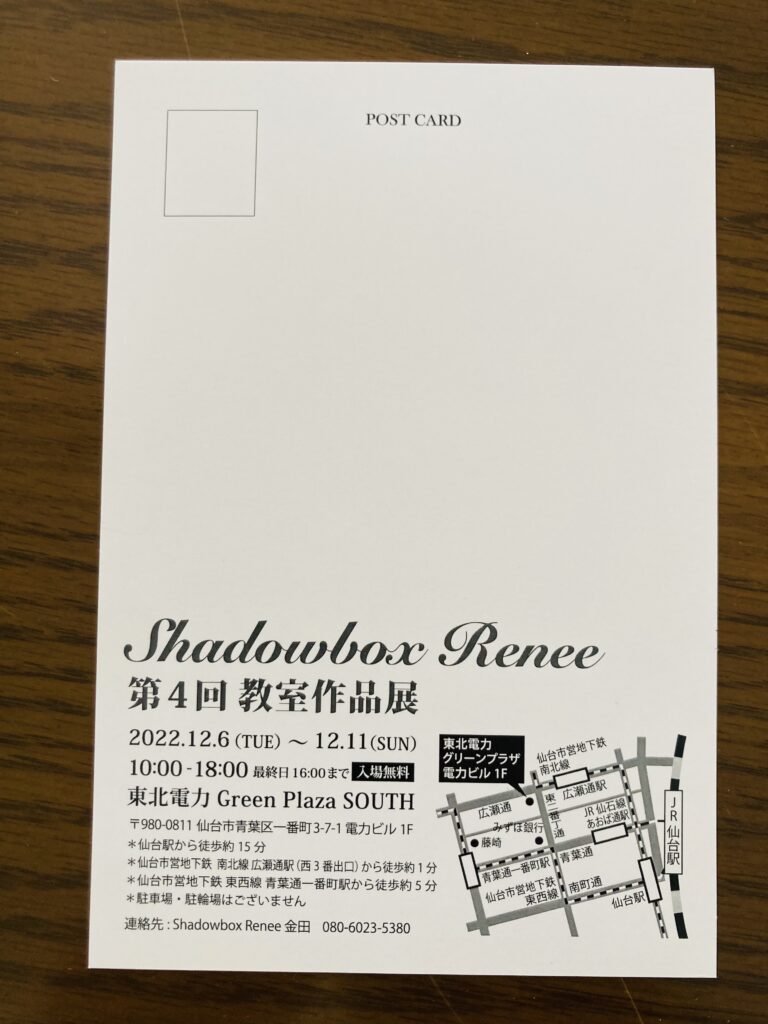 POST CARD
Shadowbox Renee
第4回 教室作品展
2022.12.6 (TUE) ～ 12.11(SUN)
10:00 - 18:00 最終日16:00まで 入場無料
東北電力 Green Plaza SOUTH
〒980-0811 仙台市青葉区一番町3-7-1 電力ビル 1F
＊仙台駅から徒歩約 15 分
＊仙台市営地下鉄 南北線 広瀬通駅（西 3 番出口）から徒歩約 1 分
＊仙台市営地下鉄 東西線 青葉通一番町駅から徒歩約 5 分
＊駐車場・駐輪場はございません
連絡先 : Shadowbox Renee 金田　080-6023-5380
東北電力
グリーンプラザ
電力ビル 1F
仙台市営地下鉄
南北線
広瀬通
広瀬通駅
東二番丁通
みずほ銀行
JR 仙石線
あおば通駅
藤崎
青葉通
青葉通一番町駅
仙台市営地下鉄
東西線
南町通
仙台駅
JR仙台駅